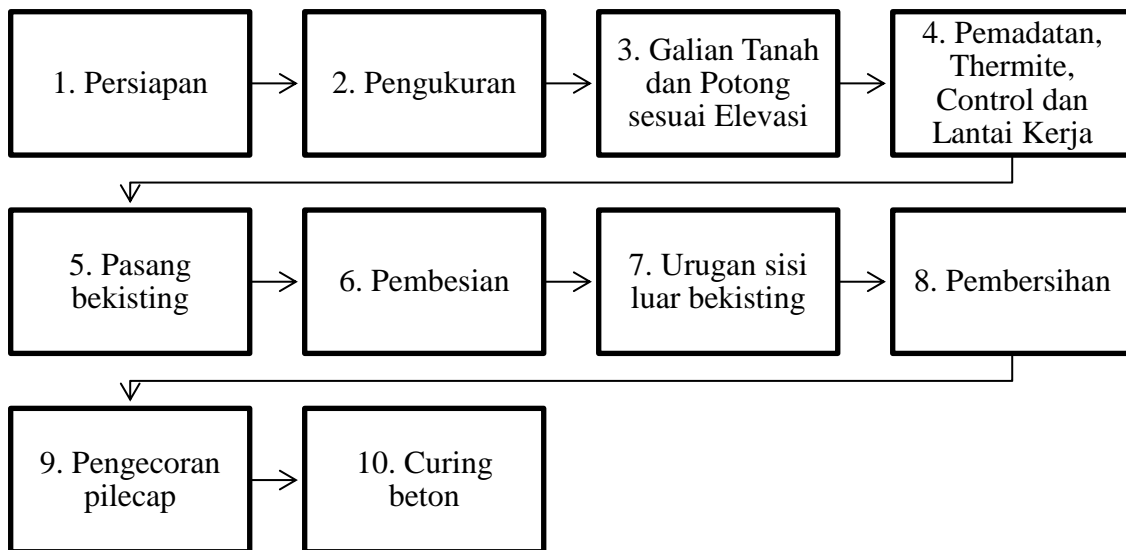 1. Persiapan
2. Pengukuran
3. Galian Tanah
dan Potong
sesuai Elevasi
4. Pemadatan,
Thermite,
Control dan
Lantai Kerja
5. Pasang
bekisting
6. Pembesian
7. Urugan sisi
luar bekisting
8. Pembersihan
9. Pengecoran
pilecap
10. Curing
beton